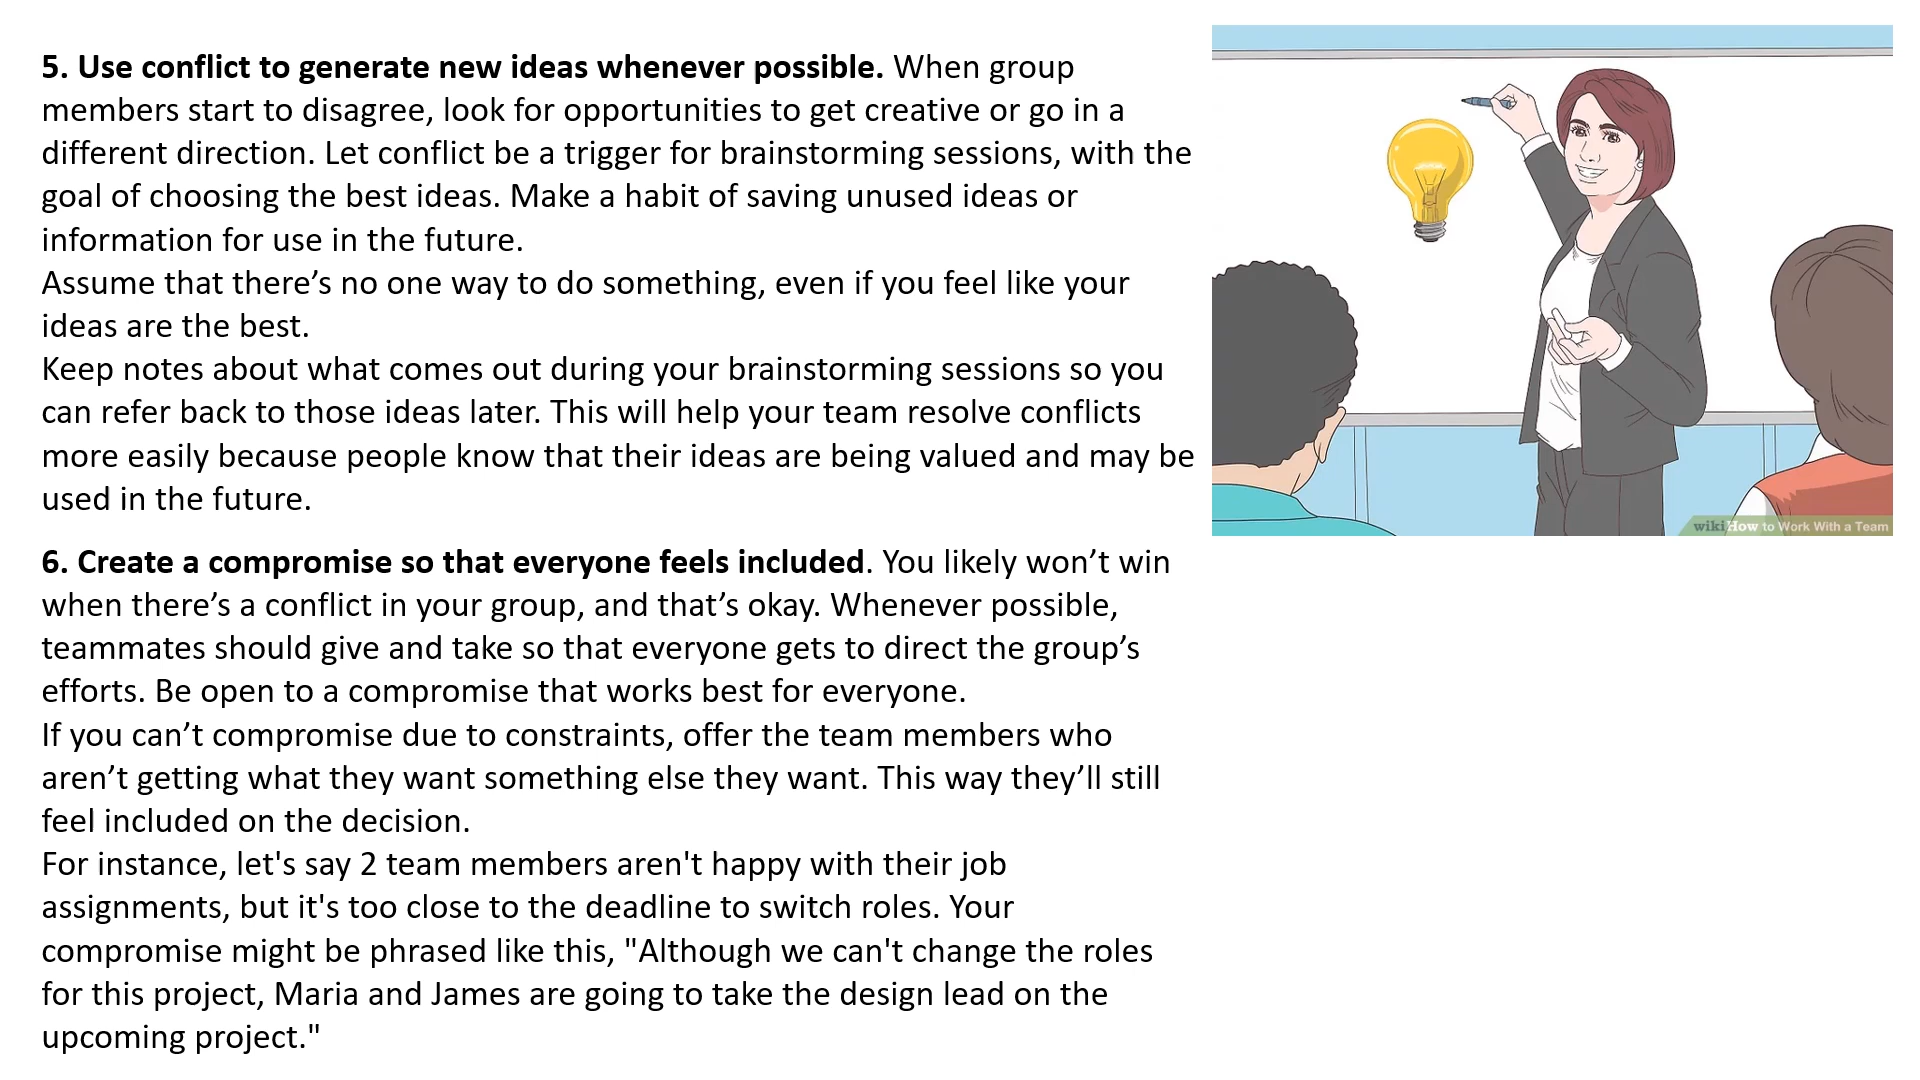 5. Use conflict to generate new ideas whenever possible. When group
members start to disagree, look for opportunities to get creative or go in a
different direction. Let conflict be a trigger for brainstorming sessions, with the
goal of choosing the best ideas. Make a habit of saving unused ideas or
information for use in the future.
Assume that there’s no one way to do something, even if you feel like your
ideas are the best.
Keep notes about what comes out during your brainstorming sessions so you
can refer back to those ideas later. This will help your team resolve conflicts
more easily because people know that their ideas are being valued and may be
used in the future.
6. Create a compromise so that everyone feels included. You likely won’t win
when there’s a conflict in your group, and that’s okay. Whenever possible,
teammates should give and take so that everyone gets to direct the group’s
efforts. Be open to a compromise that works best for everyone.
If you can’t compromise due to constraints, offer the team members who
aren’t getting what they want something else they want. This way they’ll still
feel included on the decision.
For instance, let's say 2 team members aren't happy with their job
assignments, but it's too close to the deadline to switch roles. Your
compromise might be phrased like this, "Although we can't change the roles
for this project, Maria and James are going to take the design lead on the
upcoming project."
wikiHow to Work With a Team